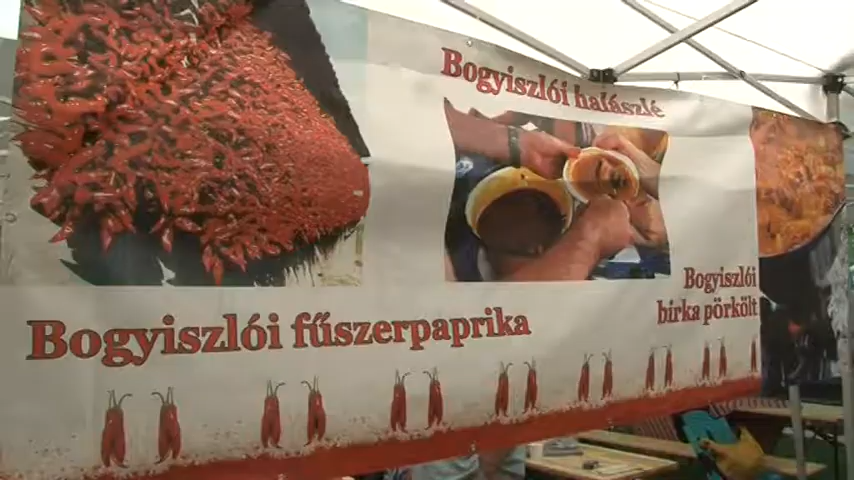 Bogyiszlói halászlé
Bogyiszlói
birka pörkölt
Bogyiszlói fűszerpaprika